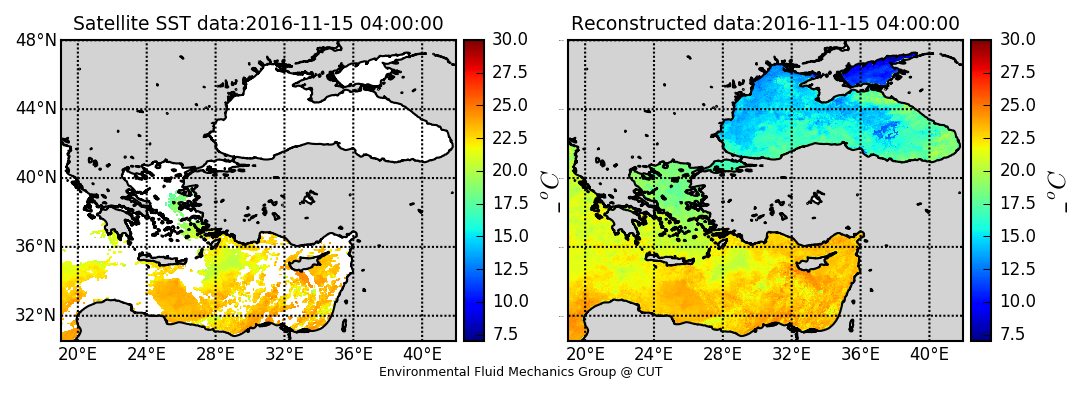 Satellite SST data:2016-11-15 04:00:00
48°N
44°N
40°N
36°N
32°N
20°E 24°E 28°E 32°E 36°E 40°E
30.0
27.5
25.0
22.5
20.0
17.5
15.0
12.5
10.0
7.5
_°C
Reconstructed data:2016-11-15 04:00:00
20°E 24°E 28°E 32°E 36°E 40°E
30.0
27.5
25.0
22.5
20.0
17.5
15.0
12.5
10.0
7.5
_°C
Environmental Fluid Mechanics Group @ CUT